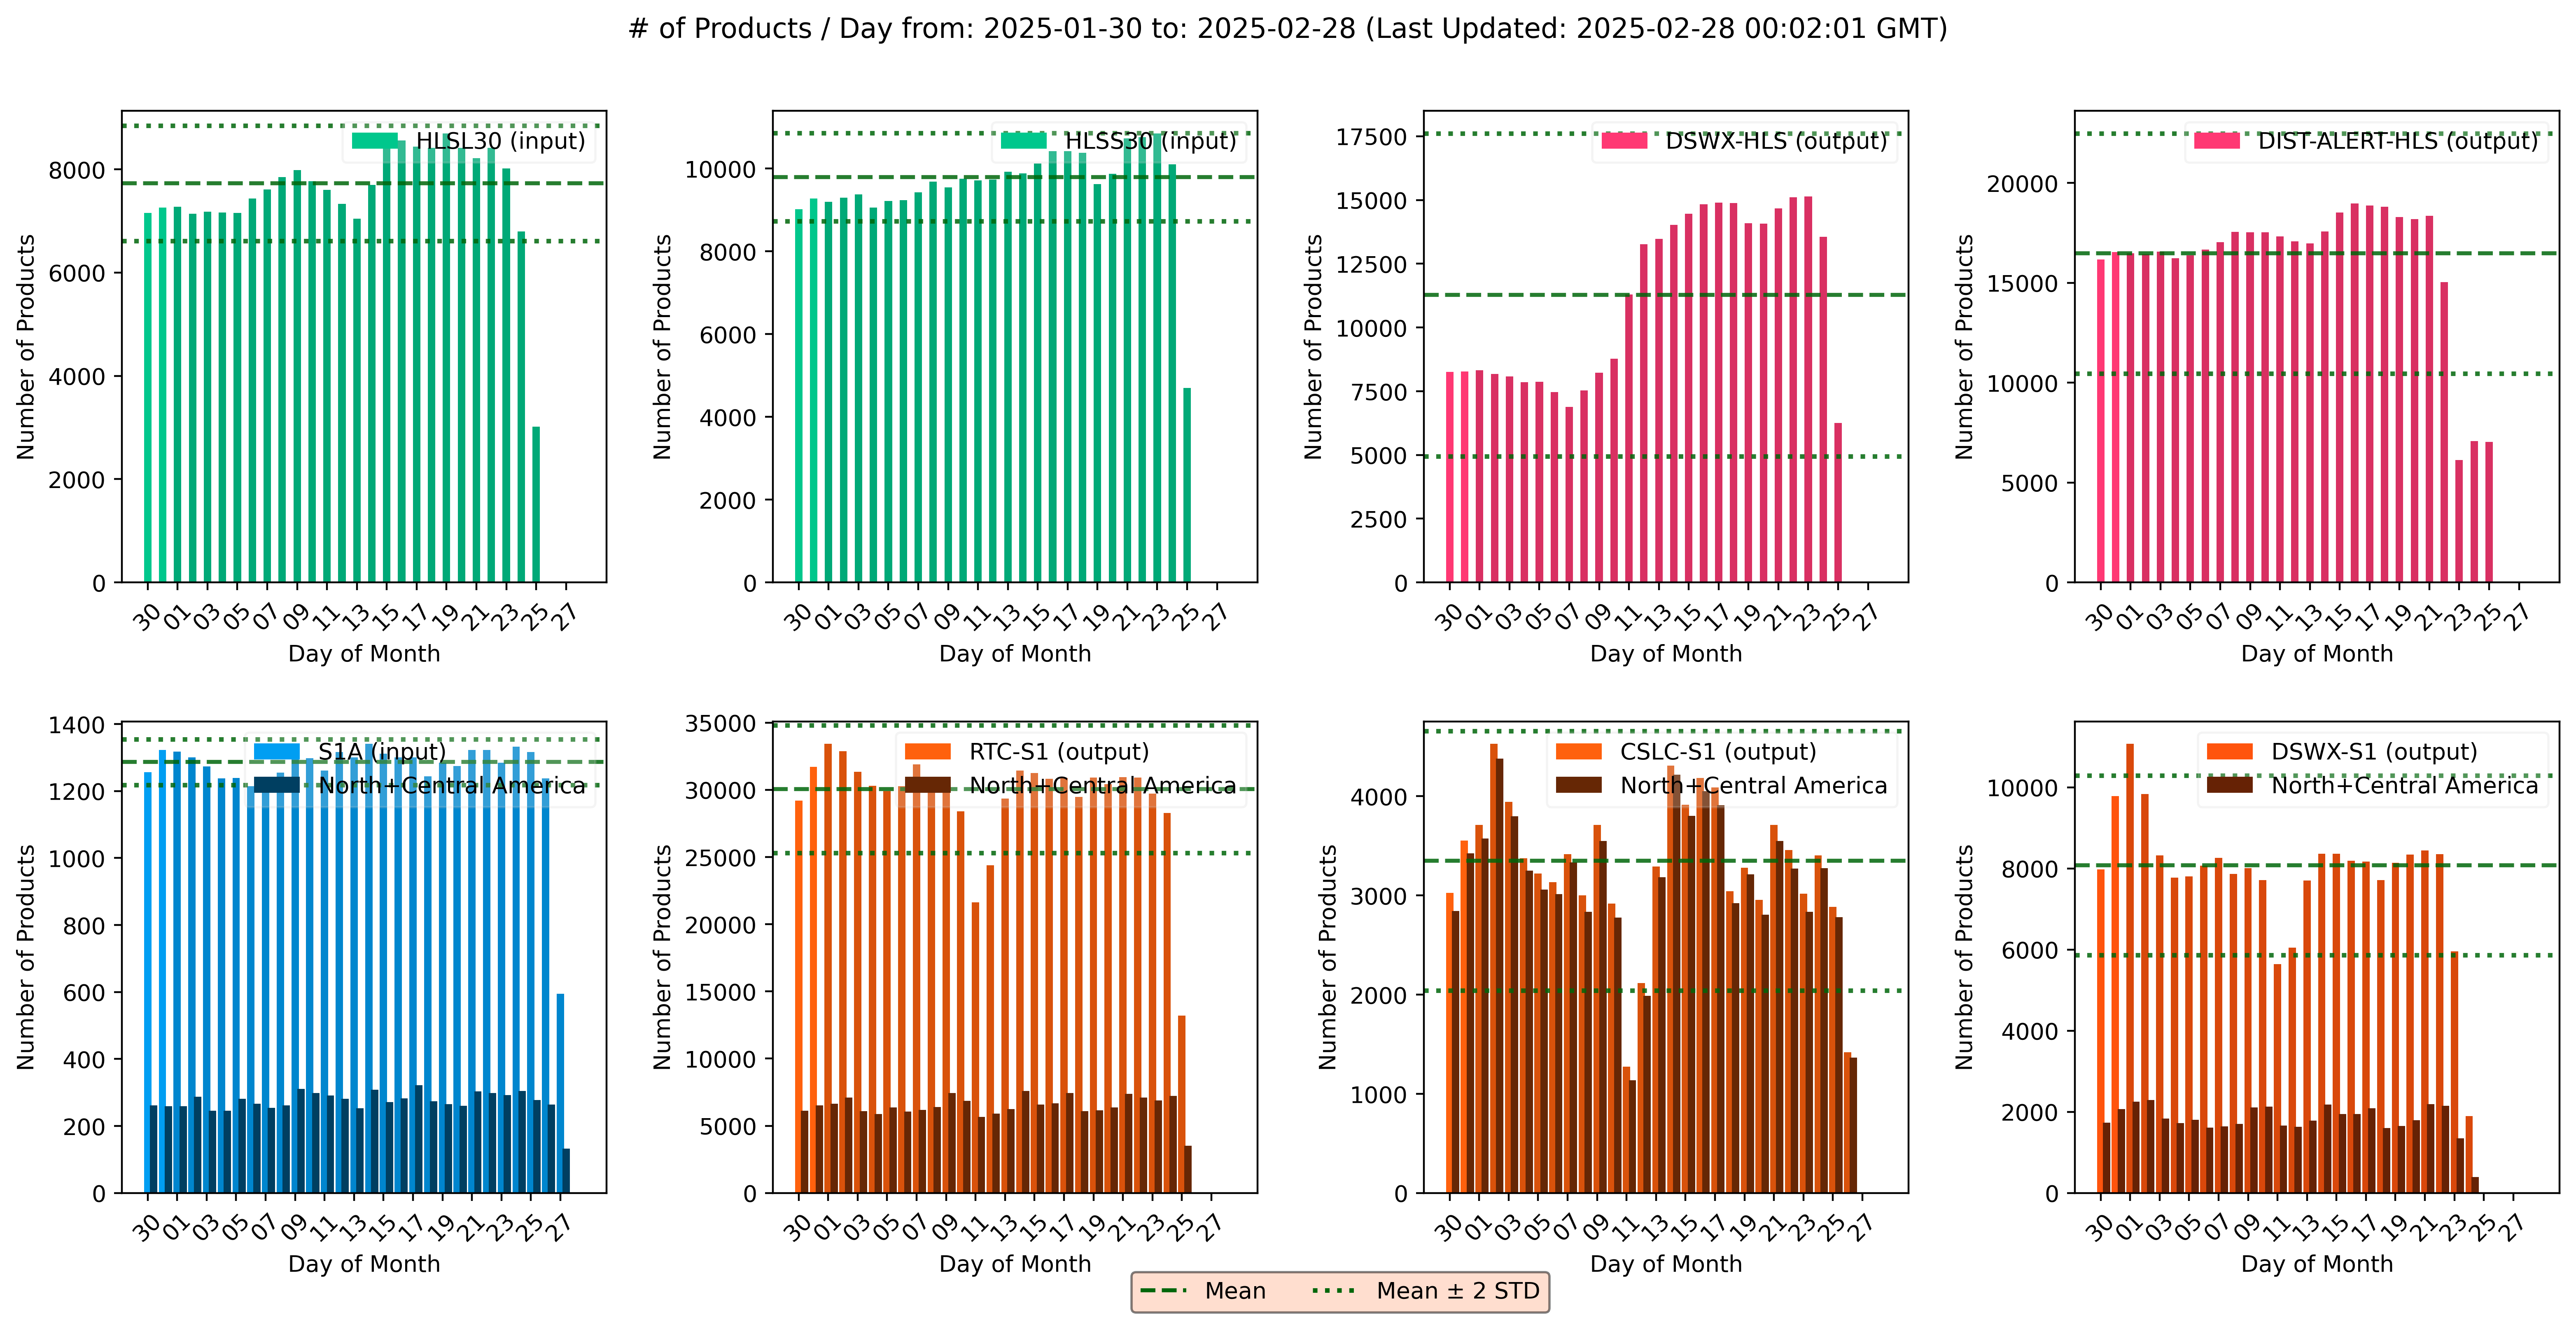 # of Products / Day from: 2025-01-30 to: 2025-02-28 (Last Updated: 2025-02-28 00:02:01 GMT)
HLSL30 (input)
Number of Products
8000
6000
4000
2000
0
30 01 03 05 07 09 11 13 15 17 19 21 23 25 27
Day of Month
HLSS30 (input)
Number of Products
10000
8000
6000
4000
2000
0
30 01 03 05 07 09 11 13 15 17 19 21 23 25 27
Day of Month
DSWX-HLS (output)
Number of Products
17500
15000
12500
10000
7500
5000
2500
0
30 01 03 05 07 09 11 13 15 17 19 21 23 25 27
Day of Month
DIST-ALERT-HLS (output)
Number of Products
20000
15000
10000
5000
0
30 01 03 05 07 09 11 13 15 17 19 21 23 25 27
Day of Month
S1A (input)
North+Central America
Number of Products
1400
1200
1000
800
600
400
200
0
30 01 03 05 07 09 11 13 15 17 19 21 23 25 27
Day of Month
RTC-S1 (output)
North+Central America
Number of Products
35000
30000
25000
20000
15000
10000
5000
0
30 01 03 05 07 09 11 13 15 17 19 21 23 25 27
Day of Month
CSLC-S1 (output)
North+Central America
Number of Products
4000
3000
2000
1000
0
30 01 03 05 07 09 11 13 15 17 19 21 23 25 27
Day of Month
DSWX-S1 (output)
North+Central America
Number of Products
10000
8000
6000
4000
2000
0
30 01 03 05 07 09 11 13 15 17 19 21 23 25 27
Day of Month
Mean
Mean ± 2 STD